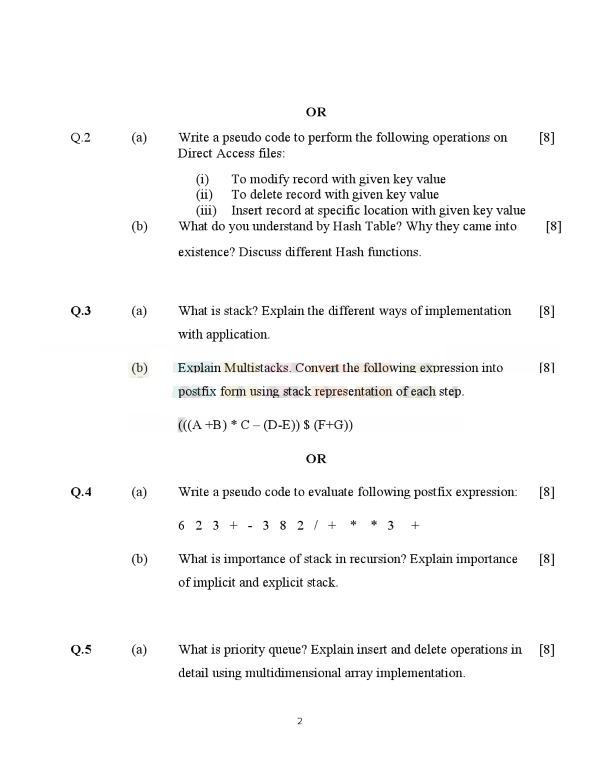 OR
Q.2 (a) Write a pseudo code to perform the following operations on [8]
Direct Access files:
(i) To modify record with given key value
(ii) To delete record with given key value
(iii) Insert record at specific location with given key value
(b) What do you understand by Hash Table? Why they came into [8]
existence? Discuss different Hash functions.
Q.3 (a) What is stack? Explain the different ways of implementation [8]
with application.
(b) Explain Multistacks. Convert the following expression into [8]
postfix form using stack representation of each step.
(((A +B) * C – (D-E)) $ (F+G))
OR
Q.4 (a) Write a pseudo code to evaluate following postfix expression: [8]
6 2 3 + - 3 8 2 / + * * 3 +
(b) What is importance of stack in recursion? Explain importance [8]
of implicit and explicit stack.
Q.5 (a) What is priority queue? Explain insert and delete operations in [8]
detail using multidimensional array implementation.
2